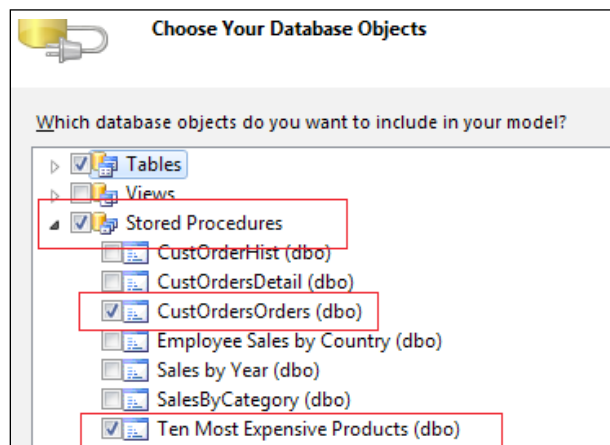 Choose Your Database Objects
Which database objects do you want to include in your model?
Tables
Views
Stored Procedures
CustOrderHist (dbo)
CustOrdersDetail (dbo)
CustOrdersOrders (dbo)
Employee Sales by Country (dbo)
Sales by Year (dbo)
SalesByCategory (dbo)
Ten Most Expensive Products (dbo)